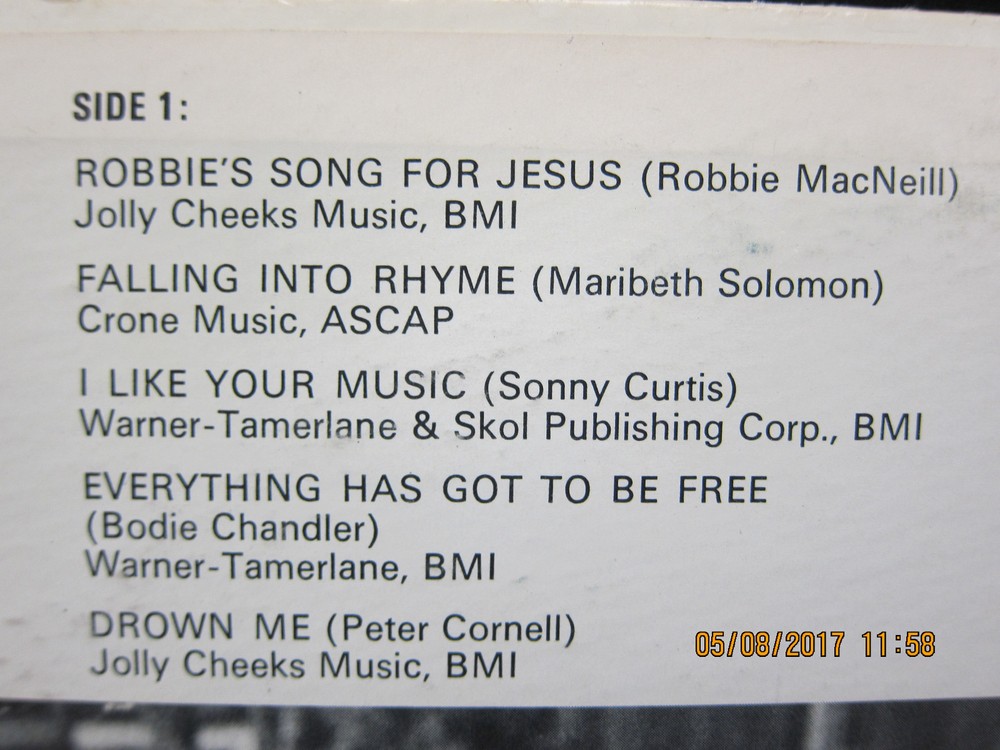 SIDE 1:
ROBBIE'S SONG FOR JESUS (Robbie MacNeill)
Jolly Cheeks Music, BMI
FALLING INTO RHYME (Maribeth Solomon)
Crone Music, ASCAP
I LIKE YOUR MUSIC (Sonny Curtis)
Warner-Tamerlane & Skol Publishing Corp., BMI
EVERYTHING HAS GOT TO BE FREE
(Bodie Chandler)
Warner-Tamerlane, BMI
DROWN ME (Peter Cornell)
Jolly Cheeks Music, BMI
05/08/2017 11:58